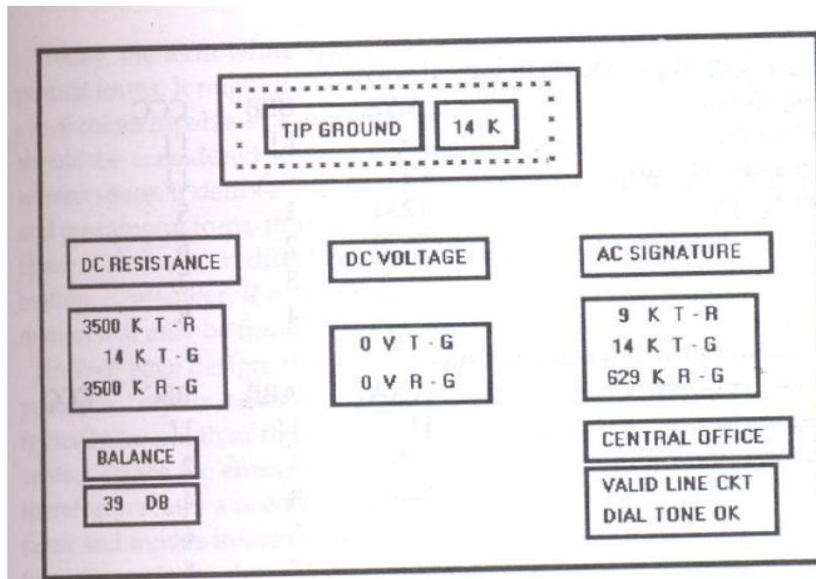 TIP GROUND 14 K
DC RESISTANCE
3500 K T-R
14 K T-G
3500 K R-G
BALANCE
39 DB
DC VOLTAGE
0 V T-G
0 V R-G
AC SIGNATURE
9 K T-R
14 K T-G
629 K R-G
CENTRAL OFFICE
VALID LINE CKT
DIAL TONE OK